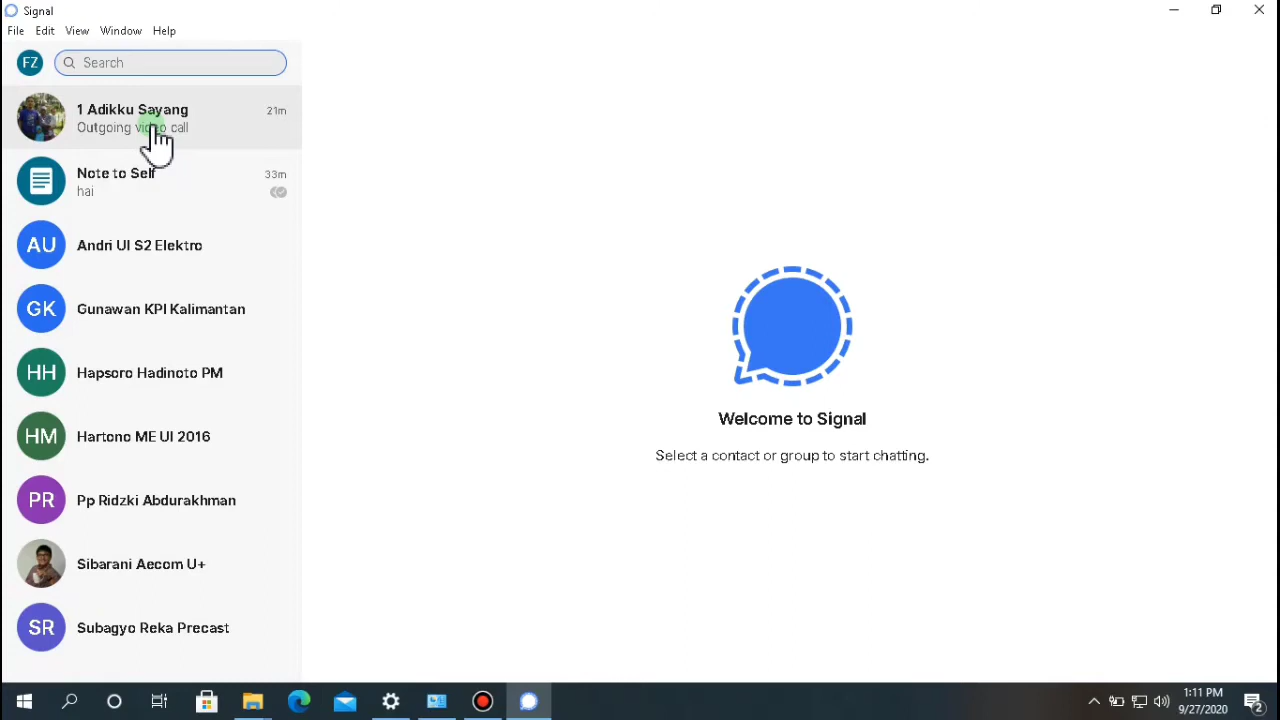 Signal
File Edit View Window Help
FZ Search
1 Adikku Sayang 21m
Outgoing video call
Note to Self 33m
hai
AU Andri UI S2 Elektro
GK Gunawan KPI Kalimantan
HH Hapsoro Hadinoto PM
HM Hartono ME UI 2016
PR Pp Ridzki Abdurakhman
Sibarani Aecom U+
SR Subagyo Reka Precast
Welcome to Signal
Select a contact or group to start chatting.
1:11 PM
9/27/2020
2